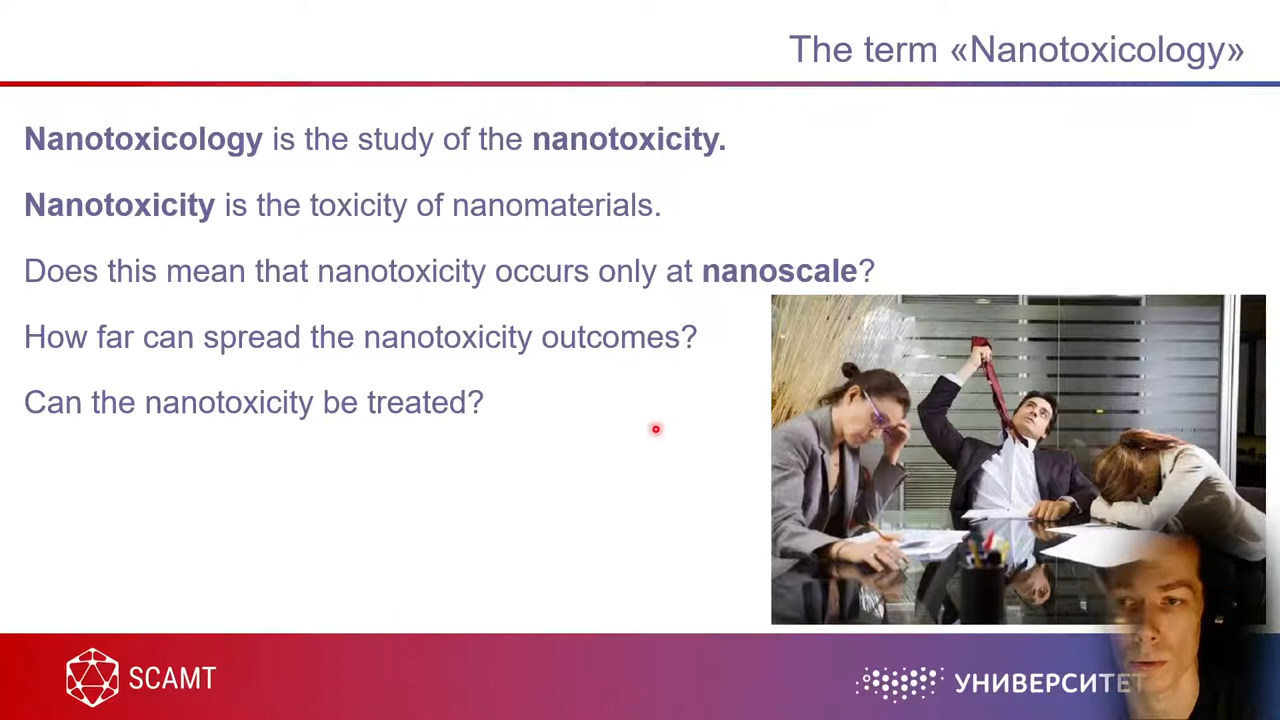 The term «Nanotoxicology»
Nanotoxicology is the study of the nanotoxicity.
Nanotoxicity is the toxicity of nanomaterials.
Does this mean that nanotoxicity occurs only at nanoscale?
How far can spread the nanotoxicity outcomes?
Can the nanotoxicity be treated?
SCAMT
УНИВЕРСИТЕТ